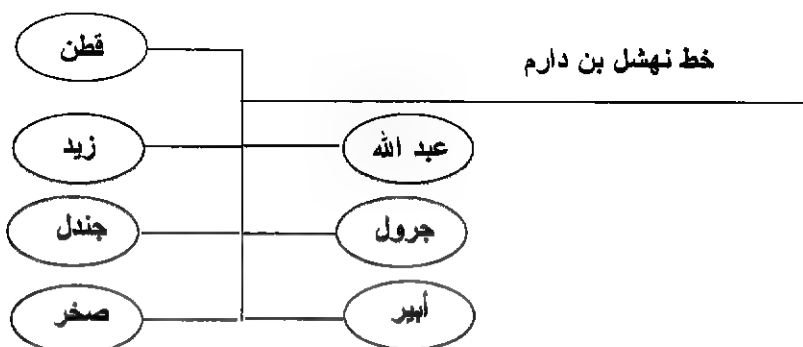 خط نهشل بن دارم
قطن
عبد الله
زيد
جرول
جندل
أبير
صخر